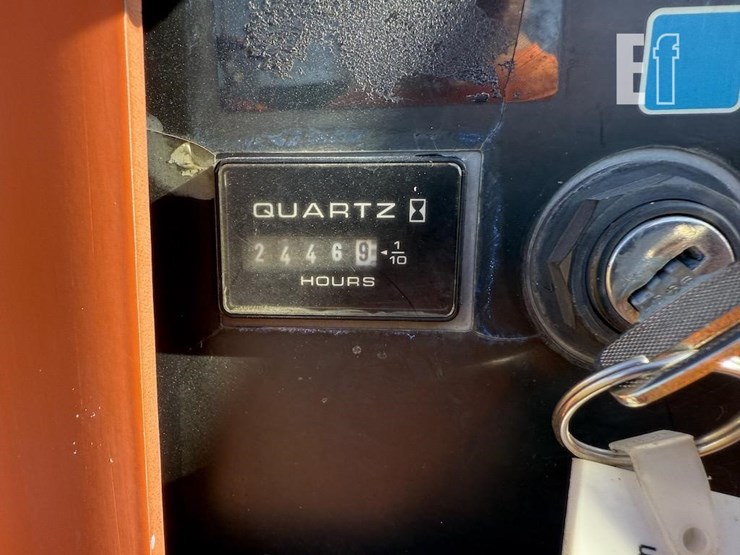 B f
QUARTZ
24469 ◄ 1/10
HOURS